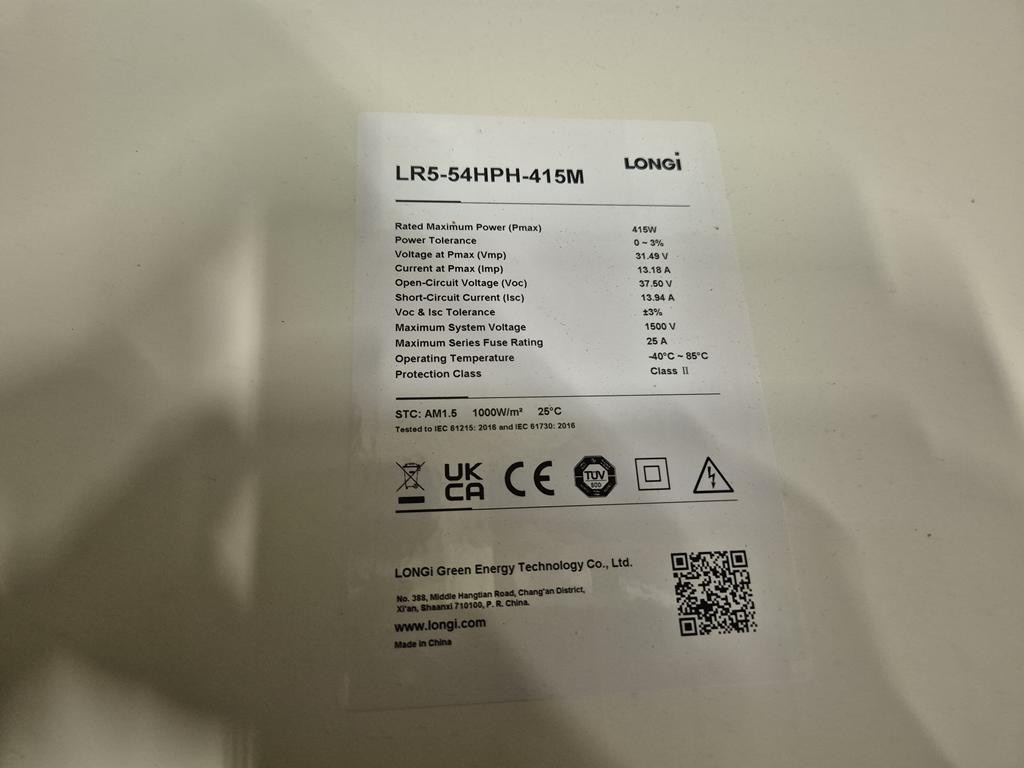 LONGi
LR5-54HPH-415M
Rated Maximum Power (Pmax) 415W
Power Tolerance 0 ~ 3%
Voltage at Pmax (Vmp) 31.49 V
Current at Pmax (Imp) 13.18 A
Open-Circuit Voltage (Voc) 37.50 V
Short-Circuit Current (Isc) 13.94 A
Voc & Isc Tolerance ±3%
Maximum System Voltage 1500 V
Maximum Series Fuse Rating 25 A
Operating Temperature -40°C ~ 85°C
Protection Class Class II
STC: AM1.5 1000W/m² 25°C
Tested to IEC 61215: 2016 and IEC 61730: 2016
UK
CA
CE
TÜV
SÜD
LONGi Green Energy Technology Co., Ltd.
No. 388, Middle Hangtian Road, Chang'an District,
Xi'an, Shaanxi 710100, P. R. China.
www.longi.com
Made in China